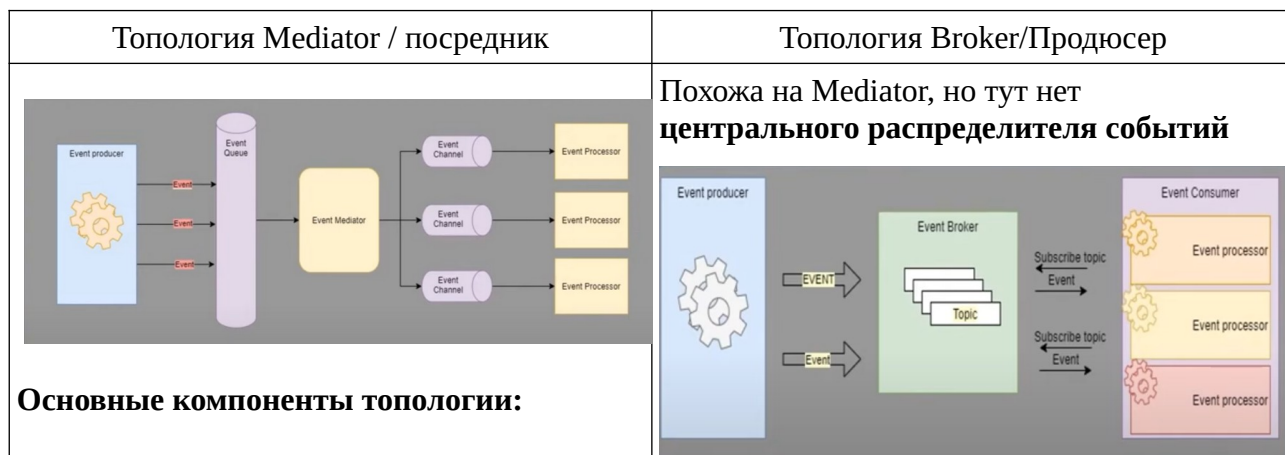 Топология Mediator / посредник
Event producer
Event
Queue
Event
Event
Event
Event Mediator
Event
Channel
Event
Channel
Event
Channel
Event Processor
Event Processor
Event Processor
Основные компоненты топологии:
Топология Broker/Продюсер
Похожа на Mediator, но тут нет
центрального распределителя событий
Event producer
EVENT
Event
Event Broker
Topic
Subscribe topic
Event
Subscribe topic
Event
Event Consumer
Event processor
Event processor
Event processor